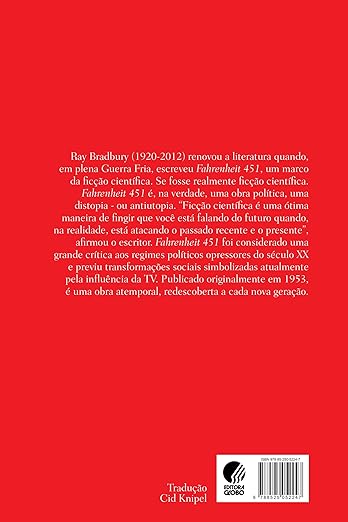 Ray Bradbury (1920-2012) renovou a literatura quando,
em plena Guerra Fria, escreveu Fahrenheit 451, um marco
da ficção científica. Se fosse realmente ficção científica.
Fahrenheit 451 é, na verdade, uma obra política, uma
distopia - ou antiutopia. “Ficção científica é uma ótima
maneira de fingir que você está falando do futuro quando,
na realidade, está atacando o passado recente e o presente”,
afirmou o escritor. Fahrenheit 451 foi considerado uma
grande crítica aos regimes políticos opressores do século XX
e previu transformações sociais simbolizadas atualmente
pela influência da TV. Publicado originalmente em 1953,
é uma obra atemporal, redescoberta a cada nova geração.
ISBN: 978-85-250-5224-7
EDITORA
GLOBO
9 788525 052247
Tradução
Cid Knipel